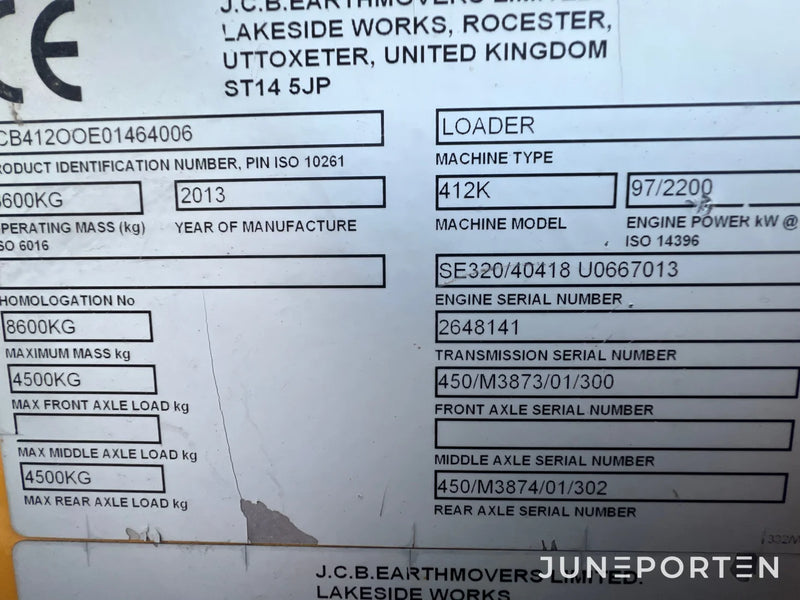 CE
J.C.B.EARTHMOVERS LIMITED
LAKESIDE WORKS, ROCESTER,
UTTOXETER, UNITED KINGDOM
ST14 5JP
CB412OOE01464006
PRODUCT IDENTIFICATION NUMBER, PIN ISO 10261
600KG
OPERATING MASS (kg)
ISO 6016
2013
YEAR OF MANUFACTURE
HOMOLOGATION No
8600KG
MAXIMUM MASS kg
4500KG
MAX FRONT AXLE LOAD kg
MAX MIDDLE AXLE LOAD kg
4500KG
MAX REAR AXLE LOAD kg
LOADER
MACHINE TYPE
412K
MACHINE MODEL
97/2200
ENGINE POWER kW @
ISO 14396
SE320/40418 U0667013
ENGINE SERIAL NUMBER
2648141
TRANSMISSION SERIAL NUMBER
450/M3873/01/300
FRONT AXLE SERIAL NUMBER
MIDDLE AXLE SERIAL NUMBER
450/M3874/01/302
REAR AXLE SERIAL NUMBER
J.C.B.EARTHMOVERS LIMITED.
LAKESIDE WORKS
JUNEPORTEN